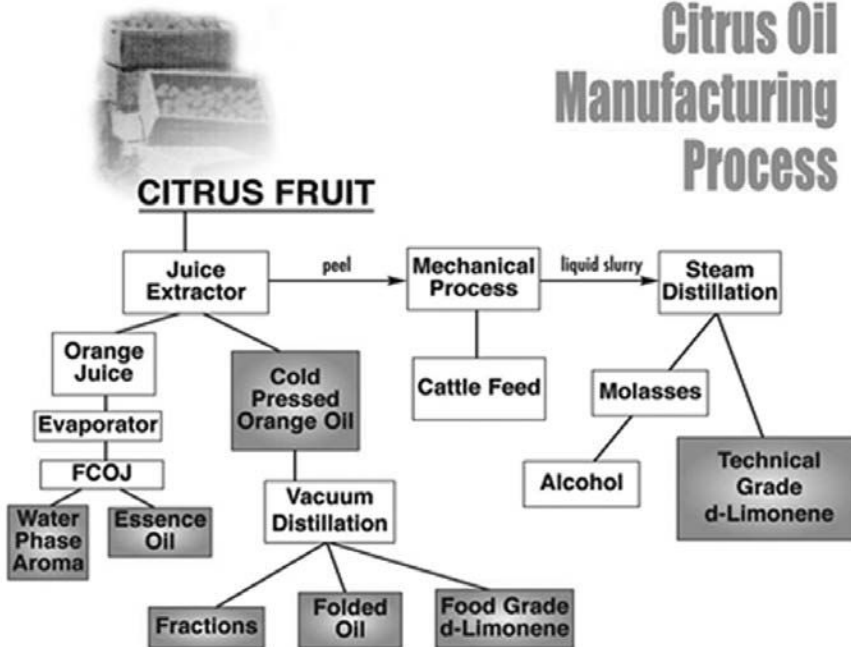 Citrus Oil
Manufacturing
Process
CITRUS FRUIT
Juice
Extractor
peel
Mechanical
Process
liquid slurry
Steam
Distillation
Orange
Juice
Cold
Pressed
Orange Oil
Cattle Feed
Molasses
Evaporator
FCOJ
Alcohol
Technical
Grade
d-Limonene
Water
Phase
Aroma
Essence
Oil
Vacuum
Distillation
Fractions
Folded
Oil
Food Grade
d-Limonene